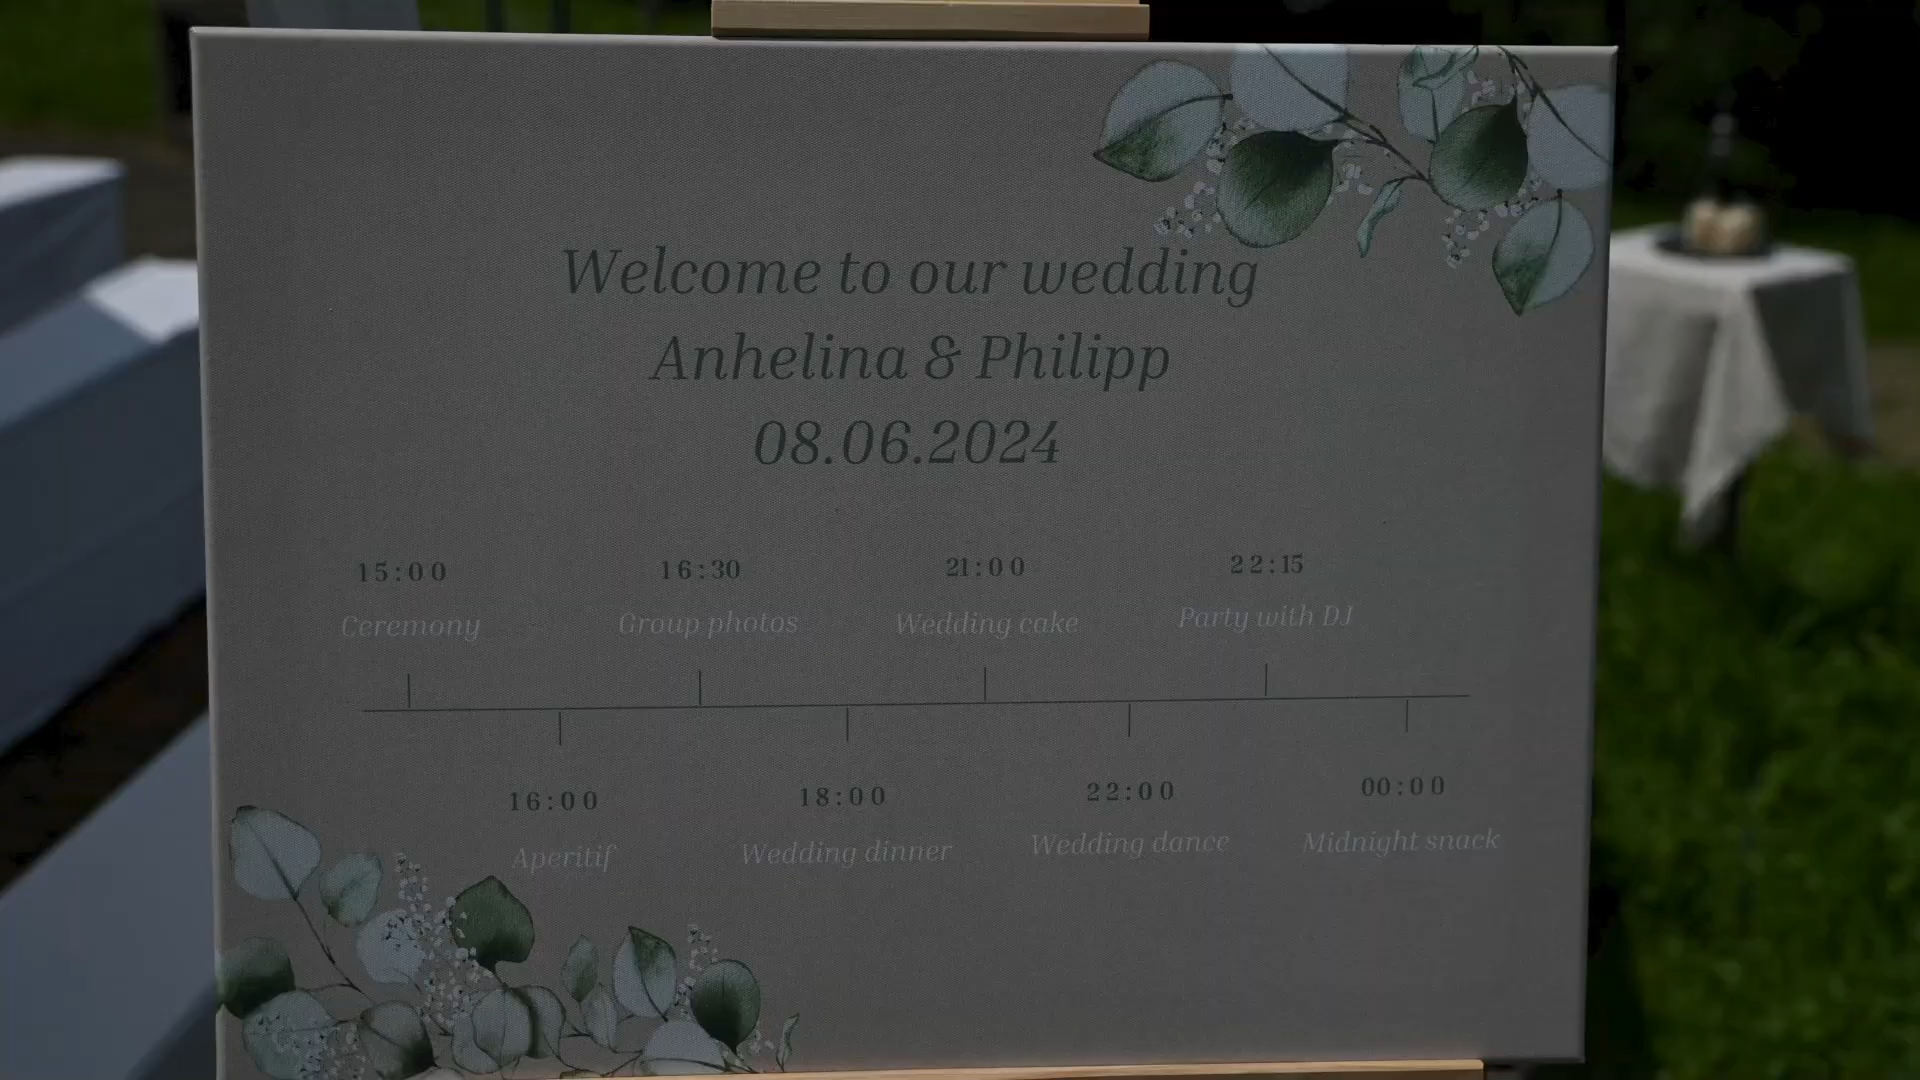 Welcome to our wedding
Anhelina & Philipp
08.06.2024
15:00
Ceremony
16:00
Aperitif
16:30
Group photos
18:00
Wedding dinner
21:00
Wedding cake
22:00
Wedding dance
22:15
Party with DJ
00:00
Midnight snack